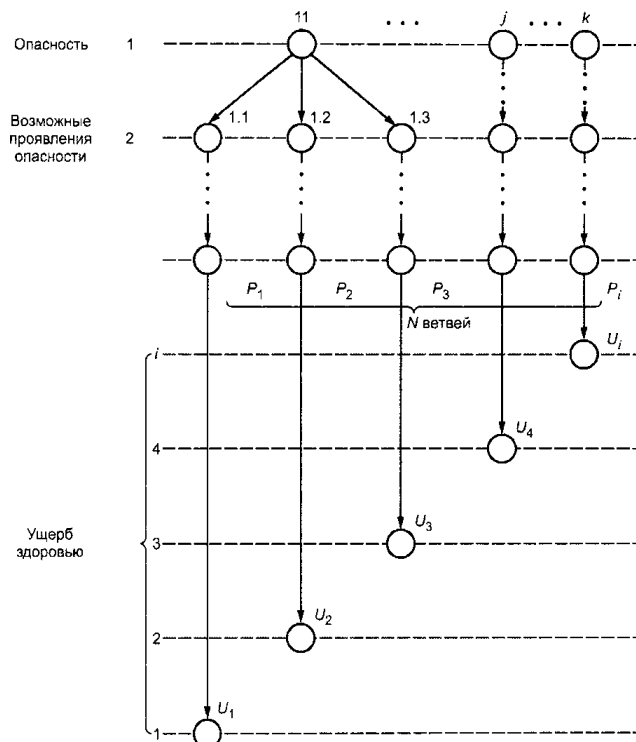 11 . . . j . . . k
Опасность 1
Возможные проявления опасности 2
1.1 1.2 1.3
P1 P2 P3 Pi
N ветвей
i Ui
4 U4
Ущерб здоровью
3 U3
2 U2
1 U1